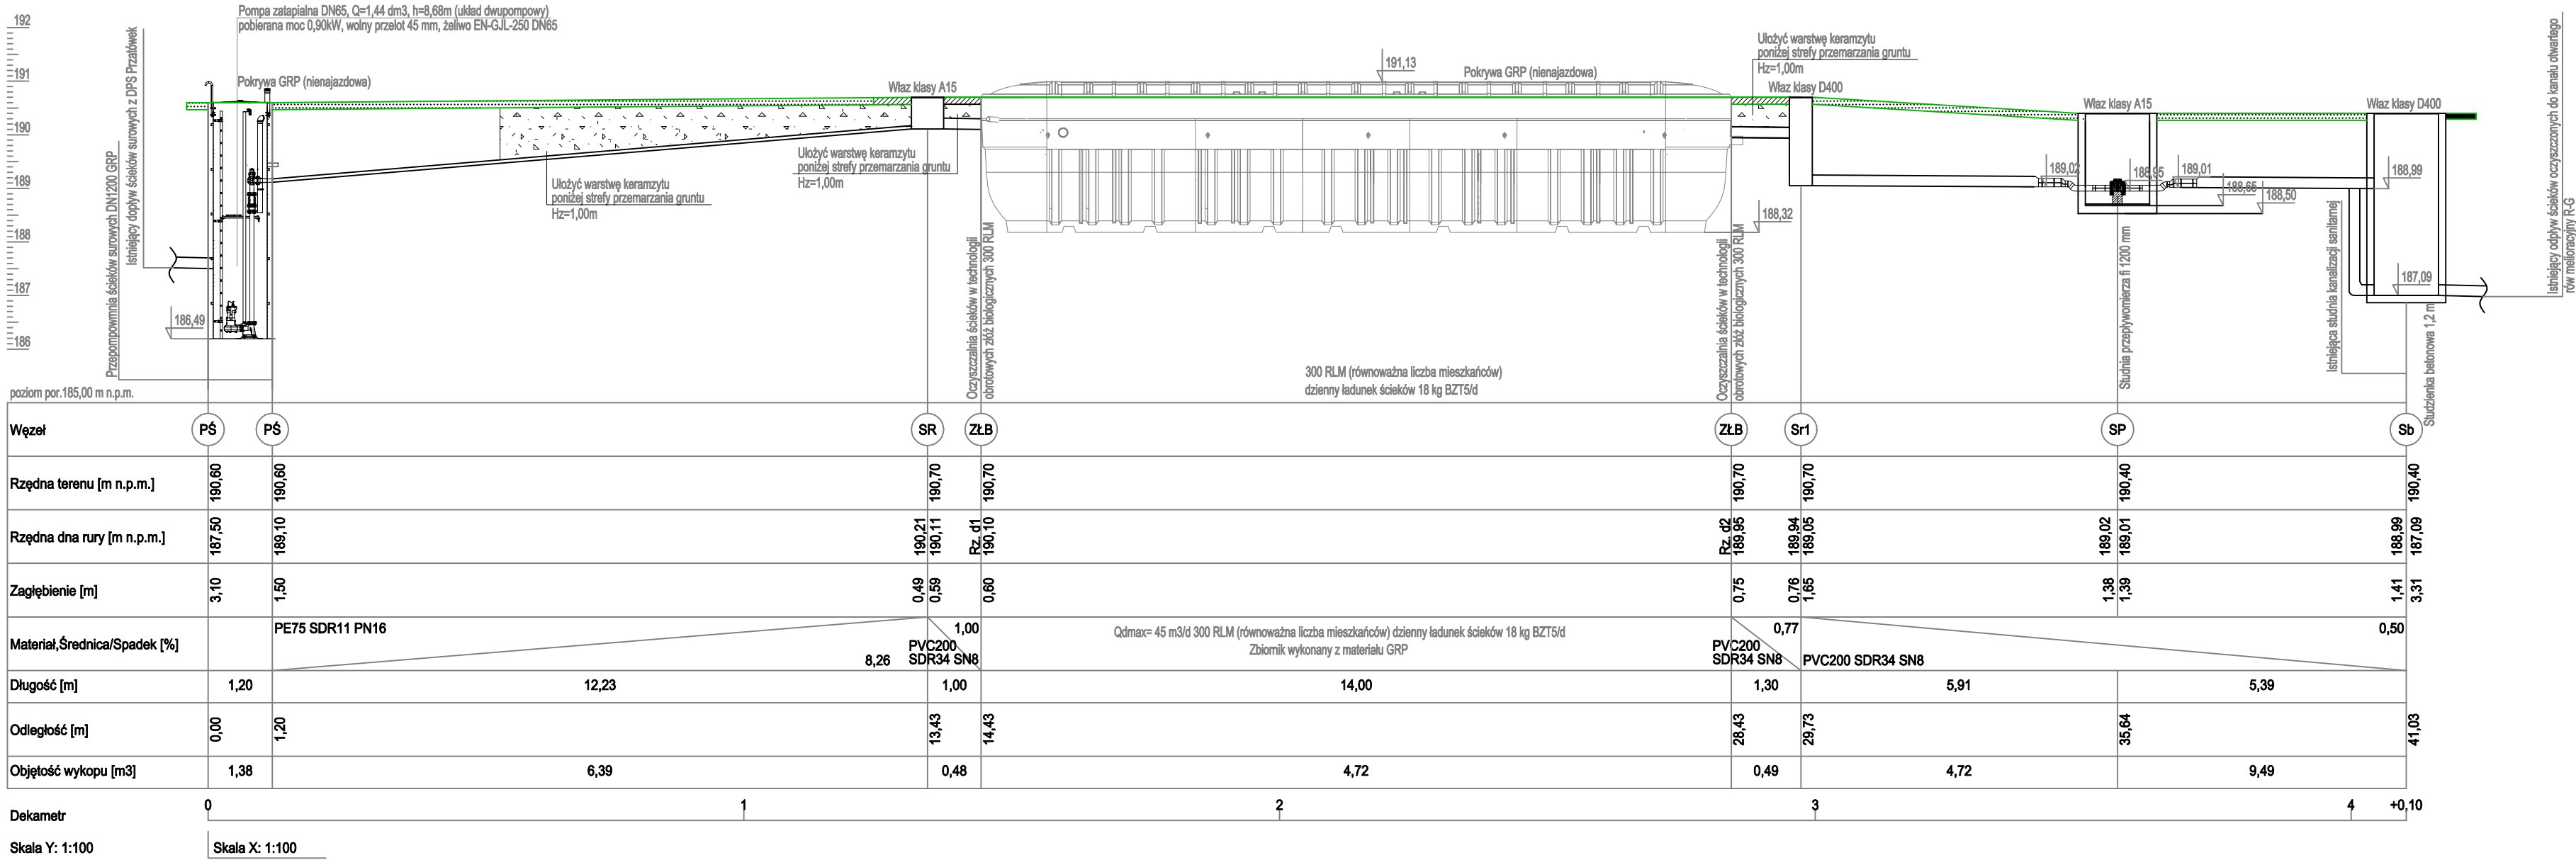 192
191
190
189
188
187
186
Pompa zatapialna DN65, Q=1,44 dm3, h=8,68m (układ dwupompowy)
pobierana moc 0,90kW, wolny przelot 45 mm, żeliwo EN-GJL-250 DN65
Pokrywa GRP (nienajazdowa)
Istniejący dopływ ścieków surowych z DPS Przatówek
Przepompownnia ścieków surowych DN1200 GRP
186,49
Ułożyć warstwę keramzytu
poniżej strefy przemarzania gruntu
Hz=1,00m
Właz klasy A15
Ułożyć warstwę keramzytu
poniżej strefy przemarzania gruntu
Hz=1,00m
Oczyszczalnia ścieków w technologii
obrotowych złóż biologicznych 300 RLM
191,13
Pokrywa GRP (nienajazdowa)
300 RLM (równoważna liczba mieszkańców)
dzienny ładunek ścieków 18 kg BZT5/d
Ułożyć warstwę keramzytu
poniżej strefy przemarzania gruntu
Hz=1,00m
Właz klasy D400
188,32
Oczyszczalnia ścieków w technologii
obrotowych złóż biologicznych 300 RLM
Właz klasy A15
189,02
188,95
189,01
188,65
188,50
Studnia przepływomierza fi 1200 mm
Właz klasy D400
188,99
187,09
Istniejąca studnia kanalizacji sanitarnej
Studzienka betonowa 1,2 m
Istniejący odpływ ścieków oczyszczonych do kanału otwartego
rów melioracyjny R-G
poziom por.185,00 m n.p.m.
Węzeł PŚ PŚ SR ZŁB ZŁB Sr1 SP Sb
Rzędna terenu [m n.p.m.] 190,60 190,60 190,70 190,70 190,70 190,70 190,40 190,40
Rzędna dna rury [m n.p.m.] 187,50 189,10 190,21 190,11 Rz. d1 190,10 Rz. d2 189,95 189,94 189,05 189,02 189,01 188,99 187,09
Zagłębienie [m] 3,10 1,50 0,49 0,59 0,60 0,75 0,76 1,65 1,38 1,39 1,41 3,31
Materiał,Średnica/Spadek [%]
PE75 SDR11 PN16
8,26
1,00
PVC200
SDR34 SN8
Qdmax= 45 m3/d 300 RLM (równoważna liczba mieszkańców) dzienny ładunek ścieków 18 kg BZT5/d
Zbiornik wykonany z materiału GRP
0,77
PVC200
SDR34 SN8
PVC200 SDR34 SN8
0,50
Długość [m] 1,20 12,23 1,00 14,00 1,30 5,91 5,39
Odległość [m] 0,00 1,20 13,43 14,43 28,43 29,73 35,64 41,03
Objętość wykopu [m3] 1,38 6,39 0,48 4,72 0,49 4,72 9,49
Dekametr 0 1 2 3 4 +0,10
Skala Y: 1:100 Skala X: 1:100